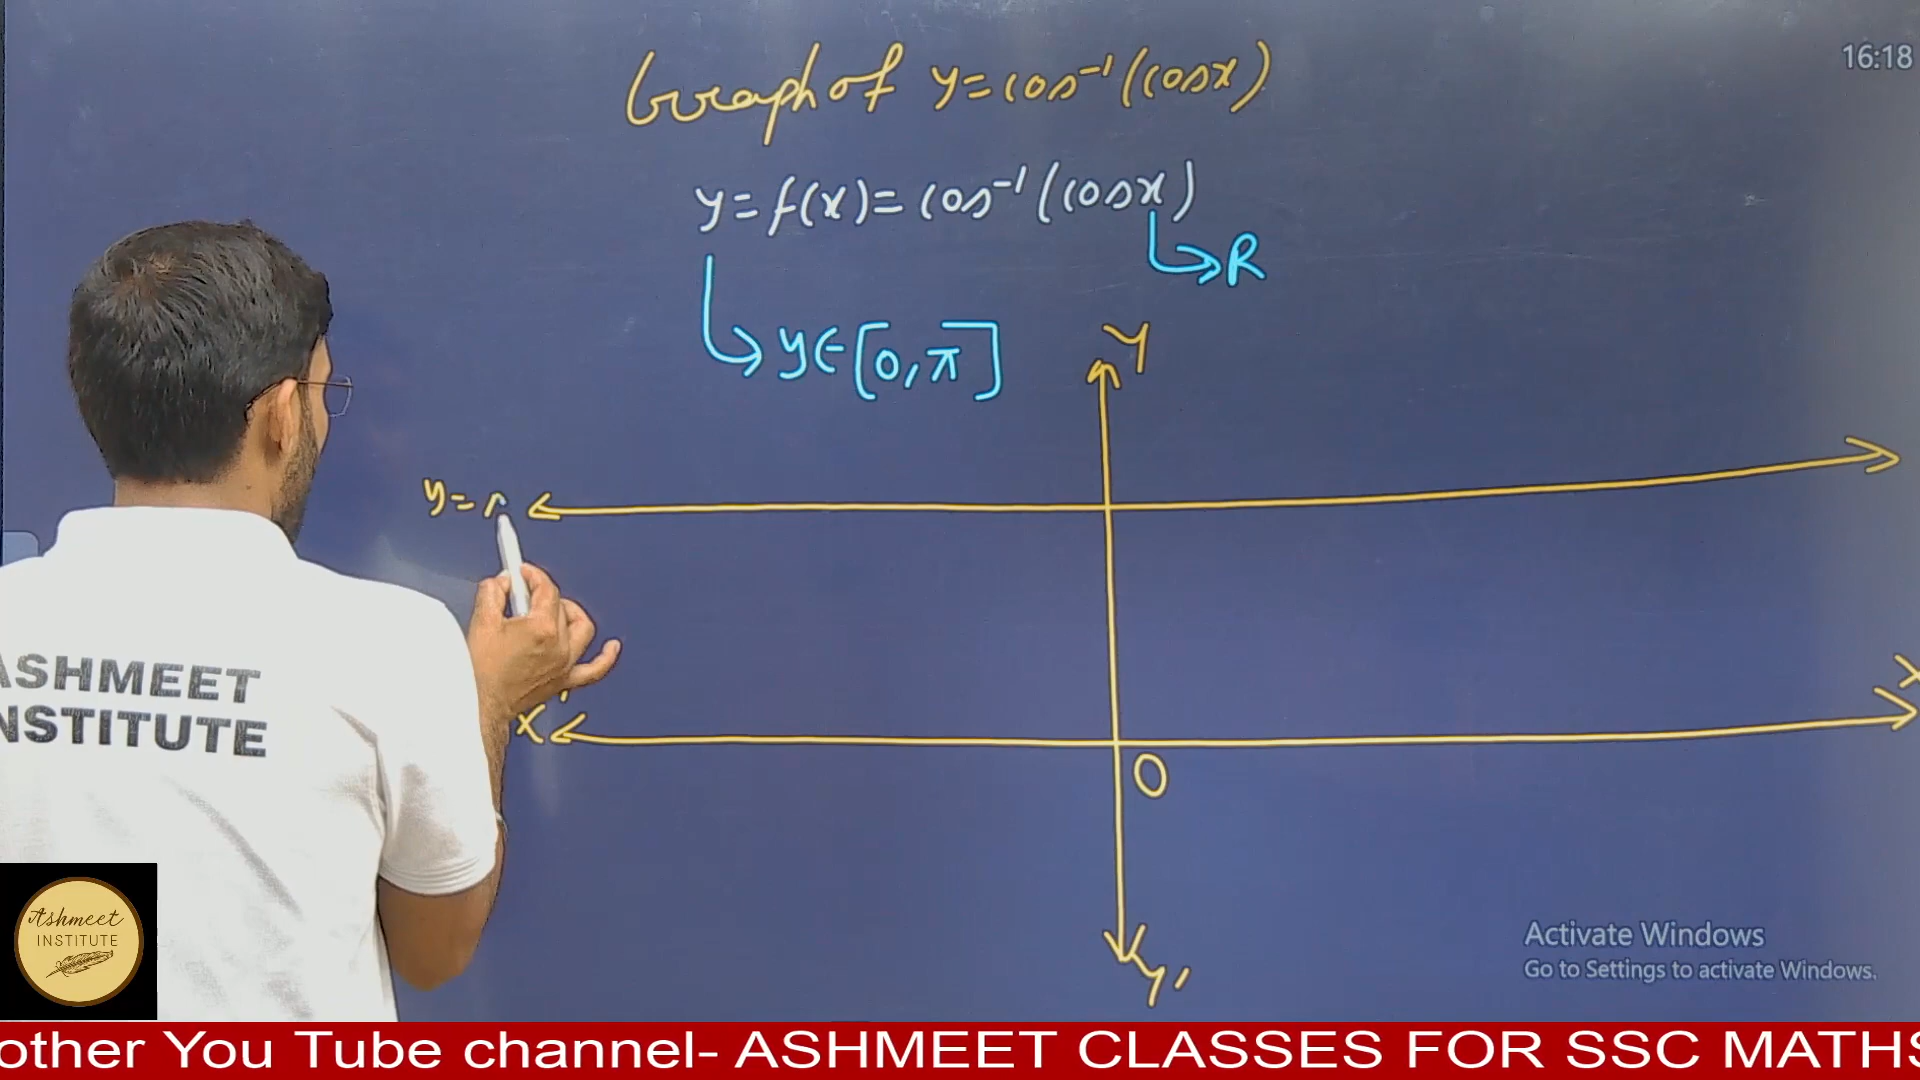 Graph of y=cos⁻¹(cosx)
16:18
y=f(x)=cos⁻¹(cosx)
R
y∈[0,π]
Y
y=
X'
X
O
Y'
ASHMEET
INSTITUTE
Ashmeet
INSTITUTE
Activate Windows
Go to Settings to activate Windows.
other You Tube channel- ASHMEET CLASSES FOR SSC MATHS